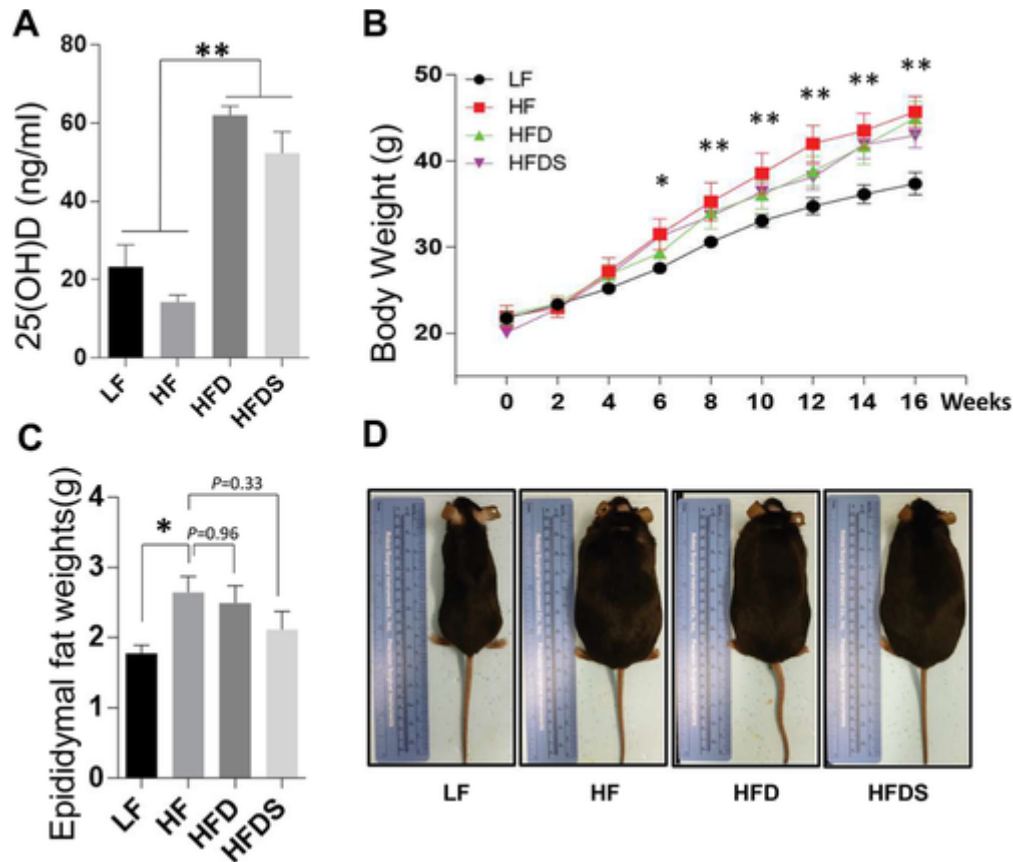 A
25(OH)D (ng/ml)
80
60
40
20
0
**
LF
HF
HFD
HFDS
B
Body Weight (g)
50
40
30
20
LF
HF
HFD
HFDS
*
**
**
**
**
**
0 2 4 6 8 10 12 14 16 Weeks
C
Epididymal fat weights(g)
4
3
2
1
0
P=0.33
*
P=0.96
LF
HF
HFD
HFDS
D
LF
HF
HFD
HFDS